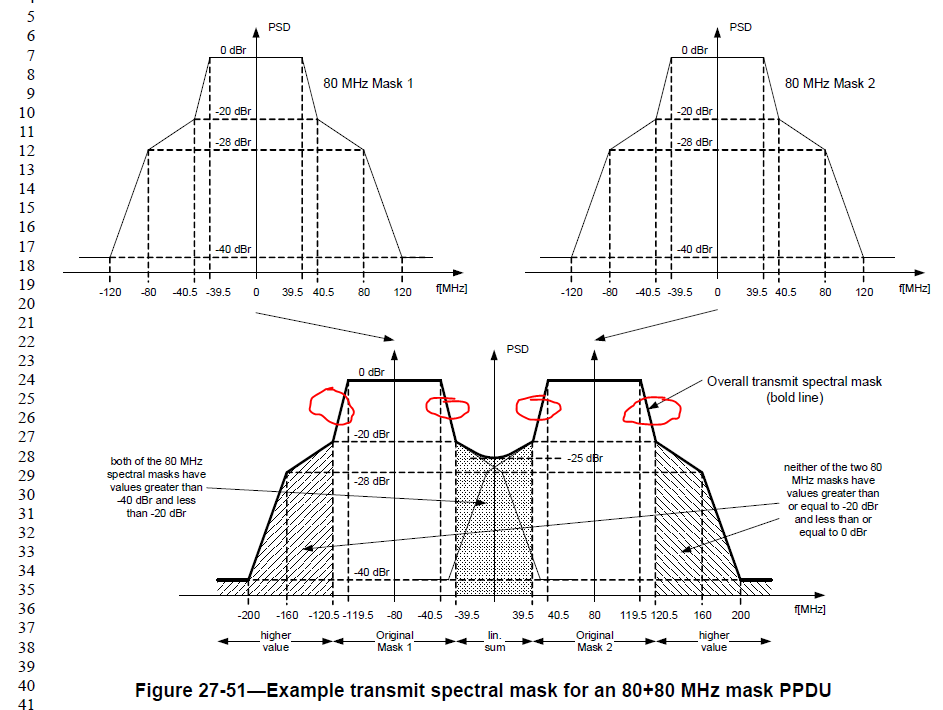 5
6
7
8
9
10
11
12
13
14
15
16
17
18
19
20
21
22
23
24
25
26
27
28
29
30
31
32
33
34
35
36
37
38
39
40
41
PSD
0 dBr
80 MHz Mask 1
-20 dBr
-28 dBr
-40 dBr
-120 -80 -40.5 -39.5 0 39.5 40.5 80 120 f[MHz]
PSD
0 dBr
80 MHz Mask 2
-20 dBr
-28 dBr
-40 dBr
-120 -80 -40.5 -39.5 0 39.5 40.5 80 120 f[MHz]
PSD
0 dBr
Overall transmit spectral mask
(bold line)
-20 dBr
-25 dBr
-28 dBr
-40 dBr
both of the 80 MHz
spectral masks have
values greater than
-40 dBr and less
than -20 dBr
neither of the two 80
MHz masks have
values greater than
or equal to -20 dBr
and less than or
equal to 0 dBr
-200 -160 -120.5 -119.5 -80 -40.5 -39.5 39.5 40.5 80 119.5 120.5 160 200 f[MHz]
higher
value
Original
Mask 1
lin.
sum
Original
Mask 2
higher
value
Figure 27-51—Example transmit spectral mask for an 80+80 MHz mask PPDU